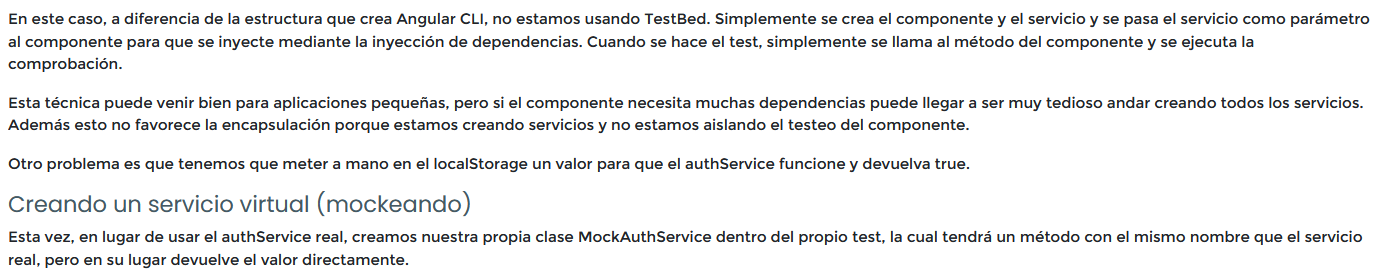 En este caso, a diferencia de la estructura que crea Angular CLI, no estamos usando TestBed. Simplemente se crea el componente y el servicio y se pasa el servicio como parámetro
al componente para que se inyecte mediante la inyección de dependencias. Cuando se hace el test, simplemente se llama al método del componente y se ejecuta la
comprobación.
Esta técnica puede venir bien para aplicaciones pequeñas, pero si el componente necesita muchas dependencias puede llegar a ser muy tedioso andar creando todos los servicios.
Además esto no favorece la encapsulación porque estamos creando servicios y no estamos aislando el testeo del componente.
Otro problema es que tenemos que meter a mano en el localStorage un valor para que el authService funcione y devuelva true.
Creando un servicio virtual (mockeando)
Esta vez, en lugar de usar el authService real, creamos nuestra propia clase MockAuthService dentro del propio test, la cual tendrá un método con el mismo nombre que el servicio
real, pero en su lugar devuelve el valor directamente.